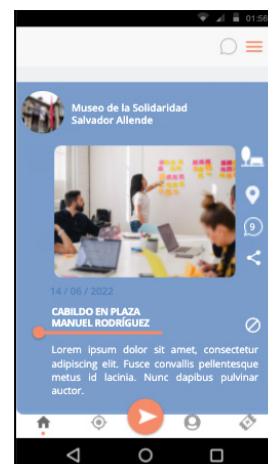 01:56
Museo de la Solidaridad
Salvador Allende
9
14 / 06 / 2022
CABILDO EN PLAZA
MANUEL RODRÍGUEZ
Lorem ipsum dolor sit amet, consectetur
adipiscing elit. Fusce convallis pellentesque
metus id lacinia. Nunc dapibus pulvinar
auctor.